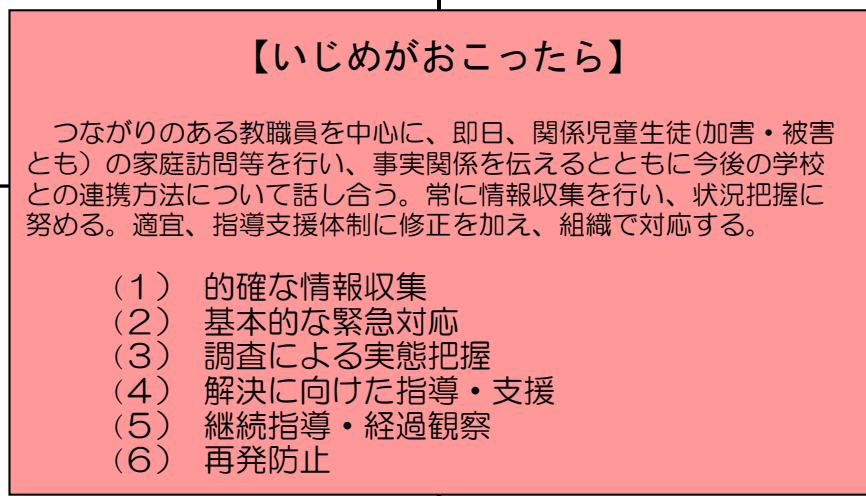 【いじめがおこったら】
つながりのある教職員を中心に、即日、関係児童生徒(加害・被害
とも）の家庭訪問等を行い、事実関係を伝えるとともに今後の学校
との連携方法について話し合う。常に情報収集を行い、状況把握に
努める。適宜、指導支援体制に修正を加え、組織で対応する。
（１）　的確な情報収集
（２）　基本的な緊急対応
（３）　調査による実態把握
（４）　解決に向けた指導・支援
（５）　継続指導・経過観察
（６）　再発防止